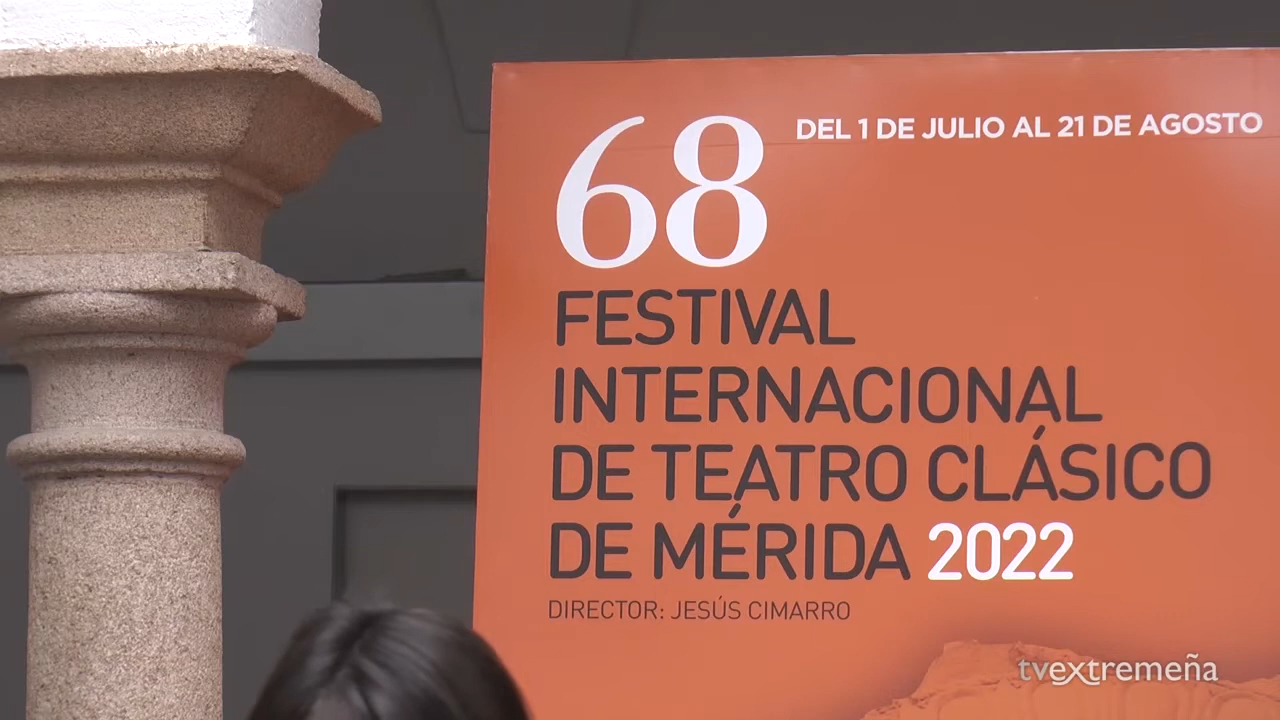 68
DEL 1 DE JULIO AL 21 DE AGOSTO
FESTIVAL
INTERNACIONAL
DE TEATRO CLÁSICO
DE MÉRIDA 2022
DIRECTOR: JESÚS CIMARRO
tvextremeña